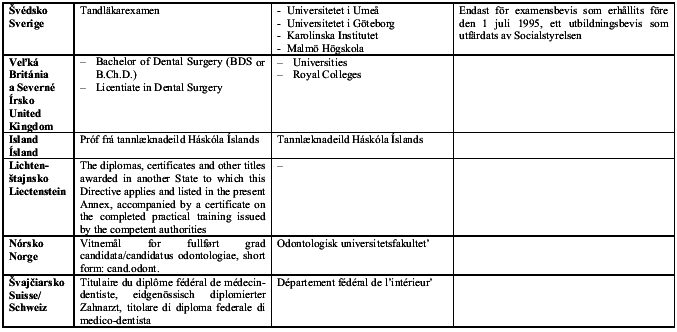 Švédsko
Sverige
Tandläkarexamen
- Universitetet i Umeå
- Universitetet i Göteborg
- Karolinska Institutet
- Malmö Högskola
Endast för examensbevis som erhållits före
den 1 juli 1995, ett utbildningsbevis som
utfärdats av Socialstyrelsen
Veľká
Británia
a Severné
Írsko
United
Kingdom
– Bachelor of Dental Surgery (BDS or
B.Ch.D.)
– Licentiate in Dental Surgery
– Universities
– Royal Colleges
Island
Ísland
Próf frá tannlæknadeild Háskóla Íslands
Tannlæknadeild Háskóla Íslands
Lichten-
štajnsko
Liectenstein
The diplomas, certificates and other titles
awarded in another State to which this
Directive applies and listed in the present
Annex, accompanied by a certificate on
the completed practical training issued
by the competent authorities
–
Nórsko
Norge
Vitnemål for fullført grad
candidata/candidatus odontologiae, short
form: cand.odont.
Odontologisk universitetsfakultet’
Švajčiarsko
Suisse/
Schweiz
Titulaire du diplôme fédéral de médecin-
dentiste, eidgenössisch diplomierter
Zahnarzt, titolare di diploma federale di
medico-dentista
Département fédéral de l’intérieur’